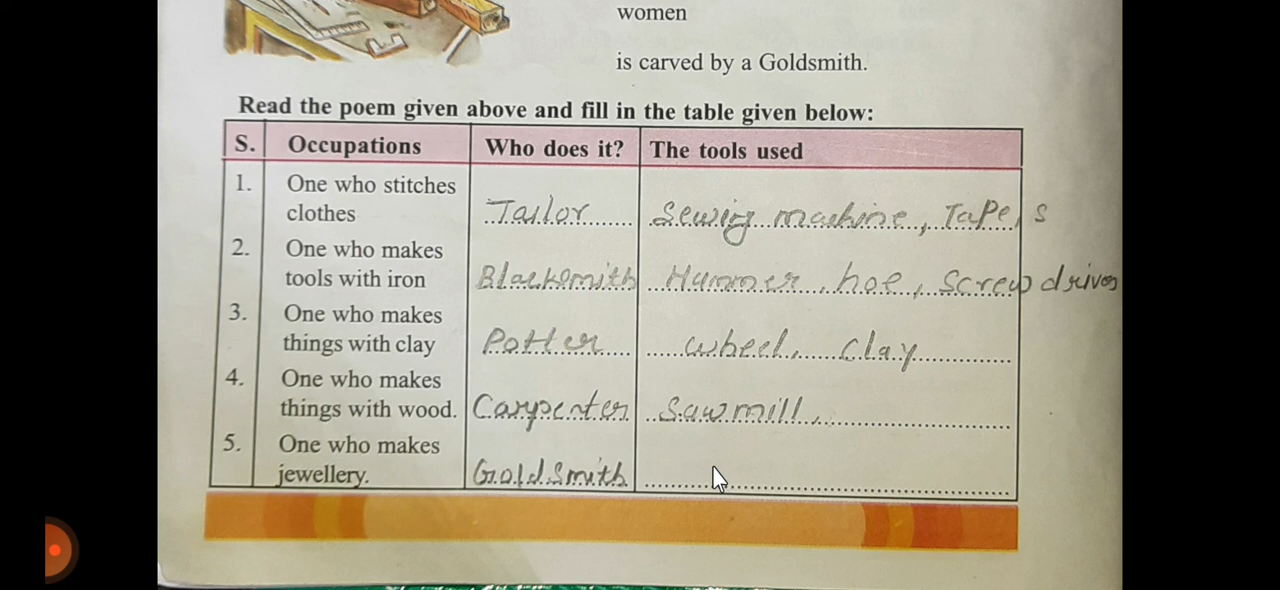 women
is carved by a Goldsmith.
Read the poem given above and fill in the table given below:
S. Occupations Who does it? The tools used
1. One who stitches
clothes Tailor Sewing machine, Tape, s
2. One who makes
tools with iron Blacksmith Hammer, hoe, Screw driver
3. One who makes
things with clay Potter wheel, Clay
4. One who makes
things with wood. Carpenter Sawmill,
5. One who makes
jewellery. GoldSmith